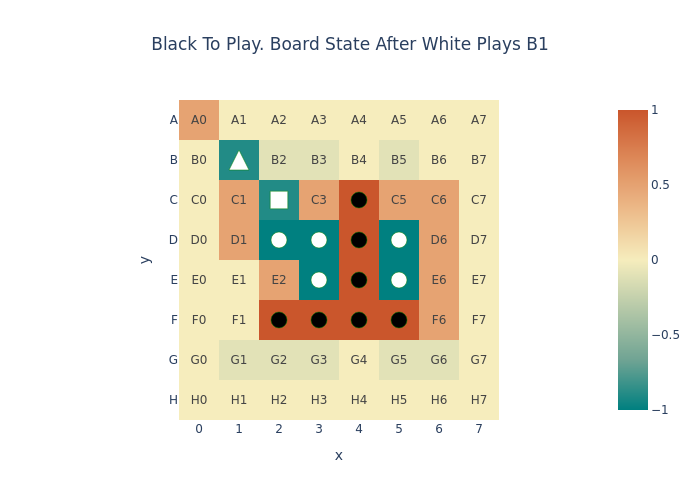 Black To Play. Board State After White Plays B1
A A0 A1 A2 A3 A4 A5 A6 A7
B B0 B2 B3 B4 B5 B6 B7
C C0 C1 C3 C5 C6 C7
D D0 D1 D6 D7
E E0 E1 E2 E6 E7
F F0 F1 F6 F7
G G0 G1 G2 G3 G4 G5 G6 G7
H H0 H1 H2 H3 H4 H5 H6 H7
0 1 2 3 4 5 6 7
x
y
1
0.5
0
−0.5
−1